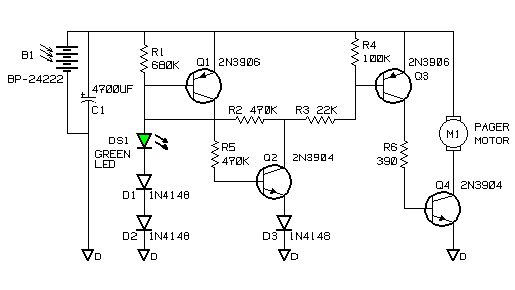 B1
BP-24222
+
4700UF
C1
R1
680K
Q1
2N3906
R4
100K
2N3906
Q3
R2 470K
R3 22K
DS1
GREEN
LED
R5
470K
Q2
2N3904
R6
390
M1
PAGER
MOTOR
D1
1N4148
D2
1N4148
D3
1N4148
Q4
2N3904
D
D
D
D